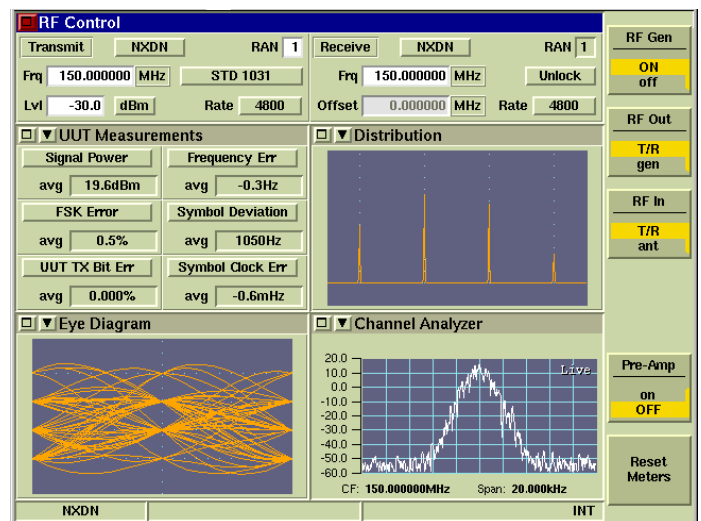 RF Control
Transmit NXDN RAN 1
Frq 150.000000 MHz STD 1031
Lvl -30.0 dBm Rate 4800
Receive NXDN RAN 1
Frq 150.000000 MHz Unlock
Offset 0.000000 MHz Rate 4800
UUT Measurements
Signal Power
avg 19.6dBm
Frequency Err
avg -0.3Hz
FSK Error
avg 0.5%
Symbol Deviation
avg 1050Hz
UUT TX Bit Err
avg 0.000%
Symbol Clock Err
avg -0.6mHz
Distribution
Eye Diagram
Channel Analyzer
20.0
10.0
0.0
-10.0
-20.0
-30.0
-40.0
-50.0
-60.0
Live
CF: 150.000000MHz Span: 20.000kHz
RF Gen
ON
off
RF Out
T/R
gen
RF In
T/R
ant
Pre-Amp
on
OFF
Reset
Meters
NXDN
INT